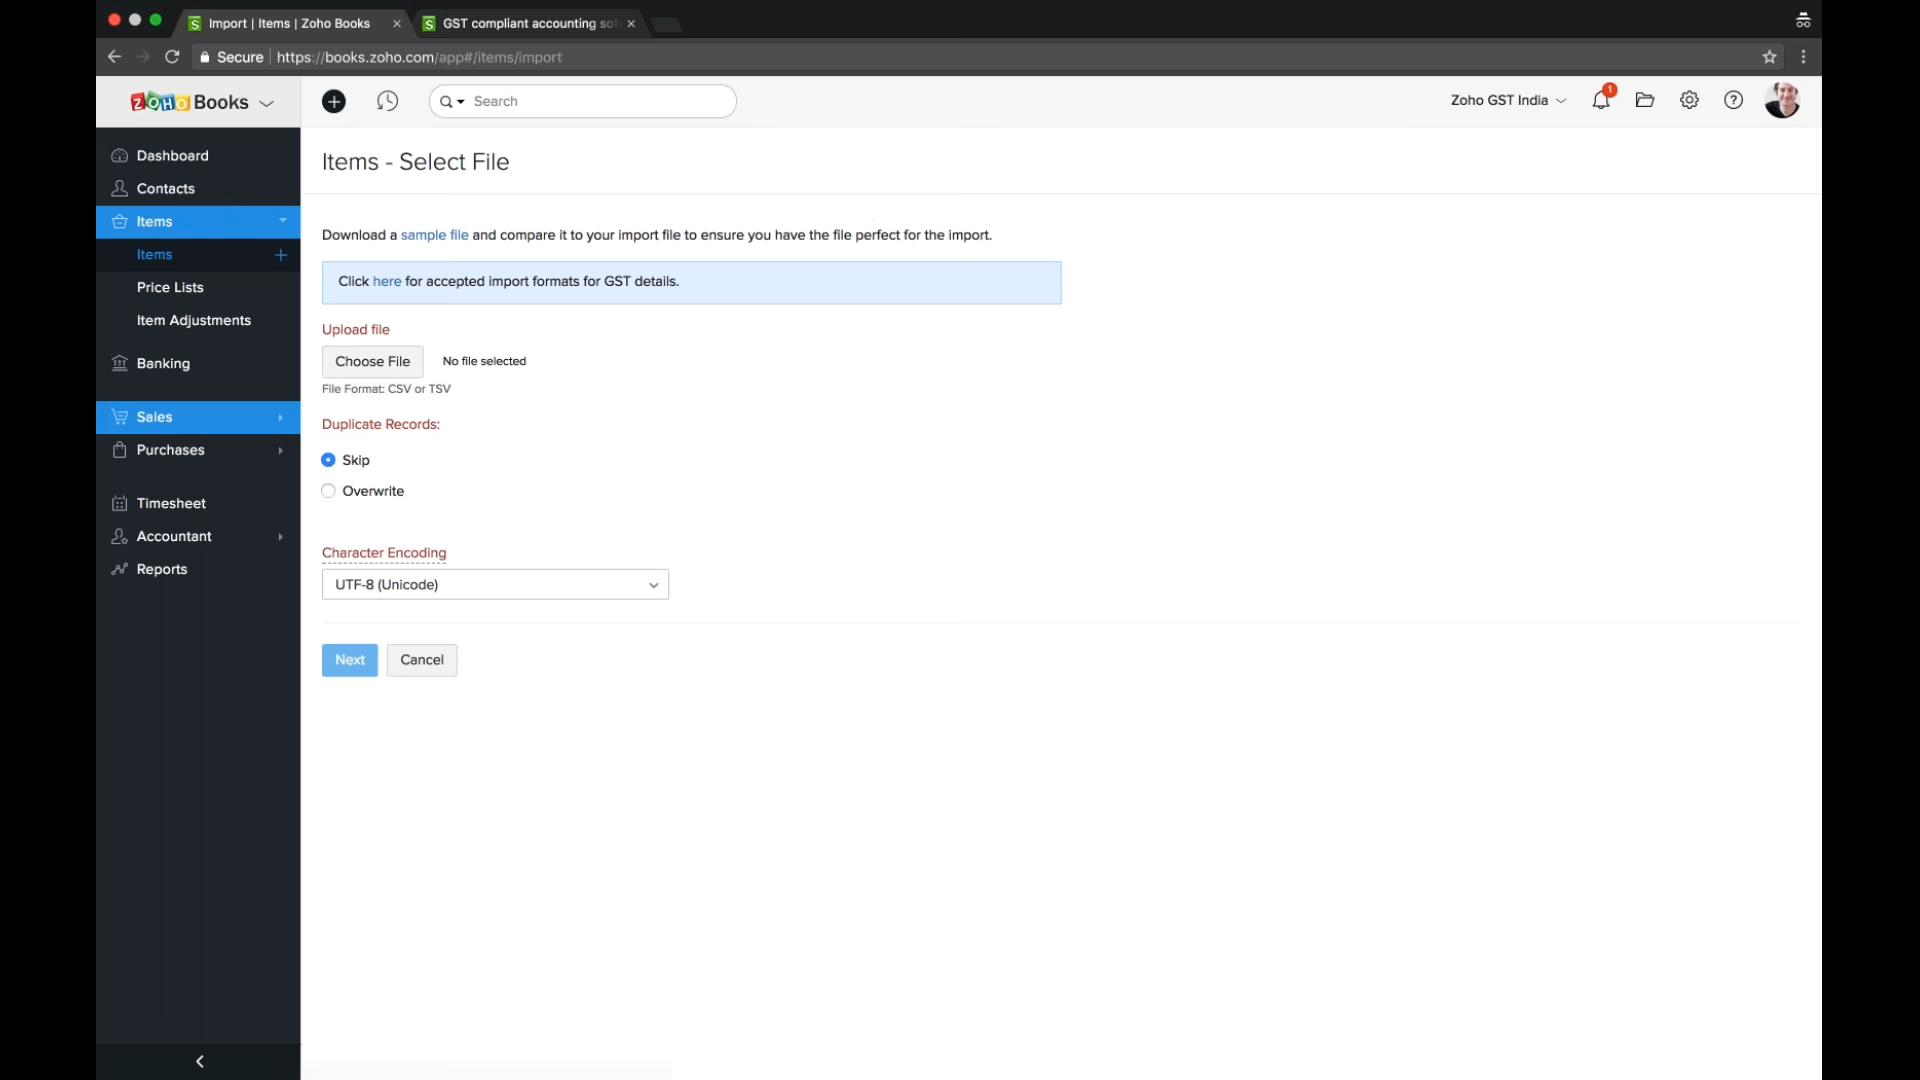 Import | Items | Zoho Books
GST compliant accounting sof
Secure
https://books.zoho.com/app#/items/import
ZOHO Books
Search
Zoho GST India
1
Dashboard
Contacts
Items
Items
Price Lists
Item Adjustments
Banking
Sales
Purchases
Timesheet
Accountant
Reports
Items - Select File
Download a sample file and compare it to your import file to ensure you have the file perfect for the import.
Click here for accepted import formats for GST details.
Upload file
Choose File No file selected
File Format: CSV or TSV
Duplicate Records:
Skip
Overwrite
Character Encoding
UTF-8 (Unicode)
Next Cancel